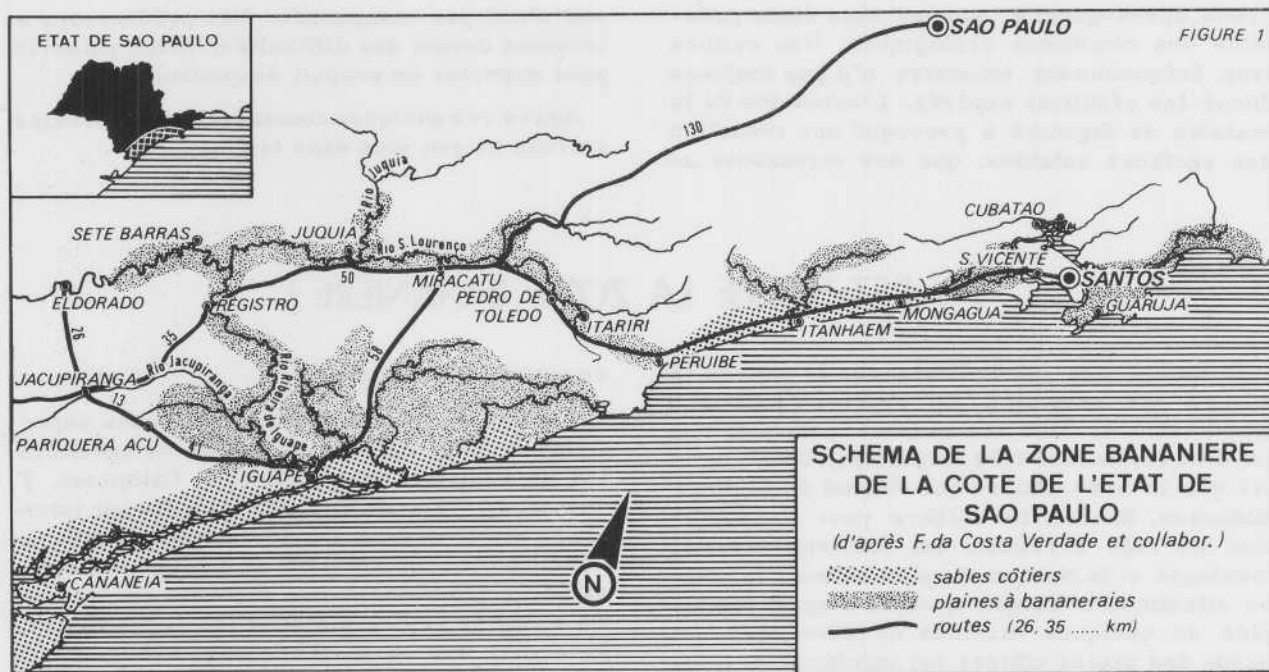 ETAT DE SAO PAULO
SAO PAULO
FIGURE 1
130
Rio Juquia
CUBATAO
SETE BARRAS
JUQUIA
Rio S. Lourenço
S. VICENTE
SANTOS
50
MIRACATU
ELDORADO
REGISTRO
PEDRO DE
TOLEDO
GUARUJA
MONGAGUA
ITARIRI
ITANHAEM
26
35
50
PERUIBE
Rio Jacupiranga
Rio Ribeira de Iguape
JACUPIRANGA
13
PARIQUERA ACU
41
IGUAPE
CANANEIA
N
SCHEMA DE LA ZONE BANANIERE
DE LA COTE DE L'ETAT DE
SAO PAULO
(d'après F. da Costa Verdade et collabor.)
sables côtiers
plaines à bananeraies
routes (26, 35 ..... km)